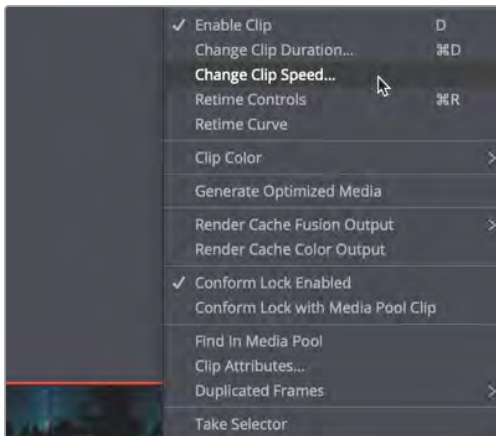 ✓ Enable Clip D
Change Clip Duration... ⌘D
Change Clip Speed...
Retime Controls ⌘R
Retime Curve
Clip Color >
Generate Optimized Media
Render Cache Fusion Output >
Render Cache Color Output
✓ Conform Lock Enabled
Conform Lock with Media Pool Clip
Find In Media Pool
Clip Attributes...
Duplicated Frames >
Take Selector